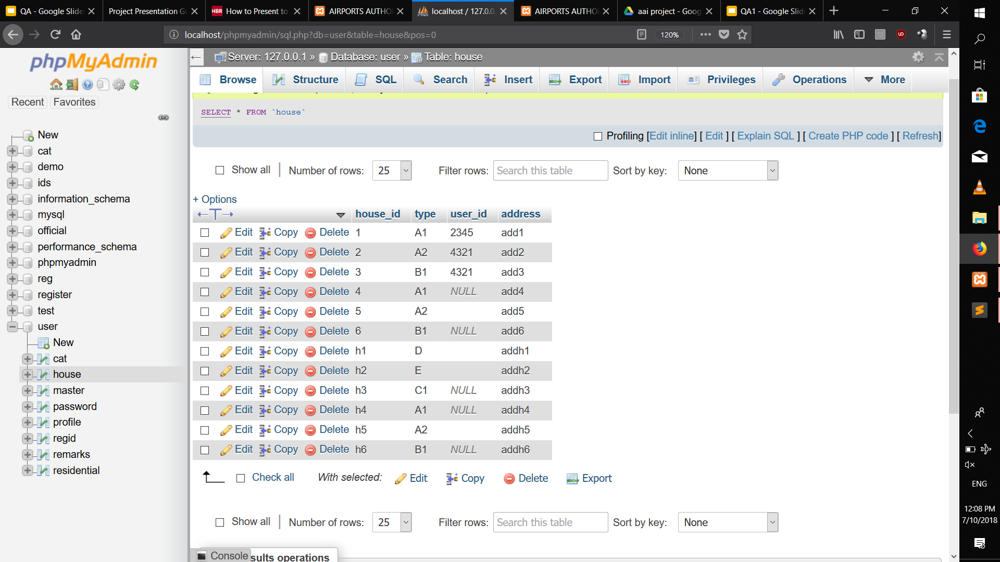 QA - Google Slide
Project Presentation Gu
HBR How to Present to
AIRPORTS AUTHO
localhost / 127.0.0.
AIRPORTS AUTHO
aai project - Goog
QA1 - Google Slide
localhost/phpmyadmin/sql.php?db=user&table=house&pos=0
120%
phpMyAdmin
Recent Favorites
New
cat
demo
ids
information_schema
mysql
official
performance_schema
phpmyadmin
reg
register
test
user
New
cat
house
master
password
profile
regid
remarks
residential
Server: 127.0.0.1 » Database: user » Table: house
Browse Structure SQL Search Insert Export Import Privileges Operations More
SELECT * FROM `house`
Profiling [Edit inline] [ Edit ] [ Explain SQL ] [ Create PHP code ] [ Refresh]
Show all Number of rows: 25 Filter rows: Search this table Sort by key: None
+ Options
←T→ house_id type user_id address
Edit Copy Delete 1 A1 2345 add1
Edit Copy Delete 2 A2 4321 add2
Edit Copy Delete 3 B1 4321 add3
Edit Copy Delete 4 A1 NULL add4
Edit Copy Delete 5 A2 add5
Edit Copy Delete 6 B1 NULL add6
Edit Copy Delete h1 D addh1
Edit Copy Delete h2 E addh2
Edit Copy Delete h3 C1 NULL addh3
Edit Copy Delete h4 A1 NULL addh4
Edit Copy Delete h5 A2 addh5
Edit Copy Delete h6 B1 NULL addh6
Check all With selected: Edit Copy Delete Export
Show all Number of rows: 25 Filter rows: Search this table Sort by key: None
Console sults operations
ENG
12:08 PM
7/10/2018